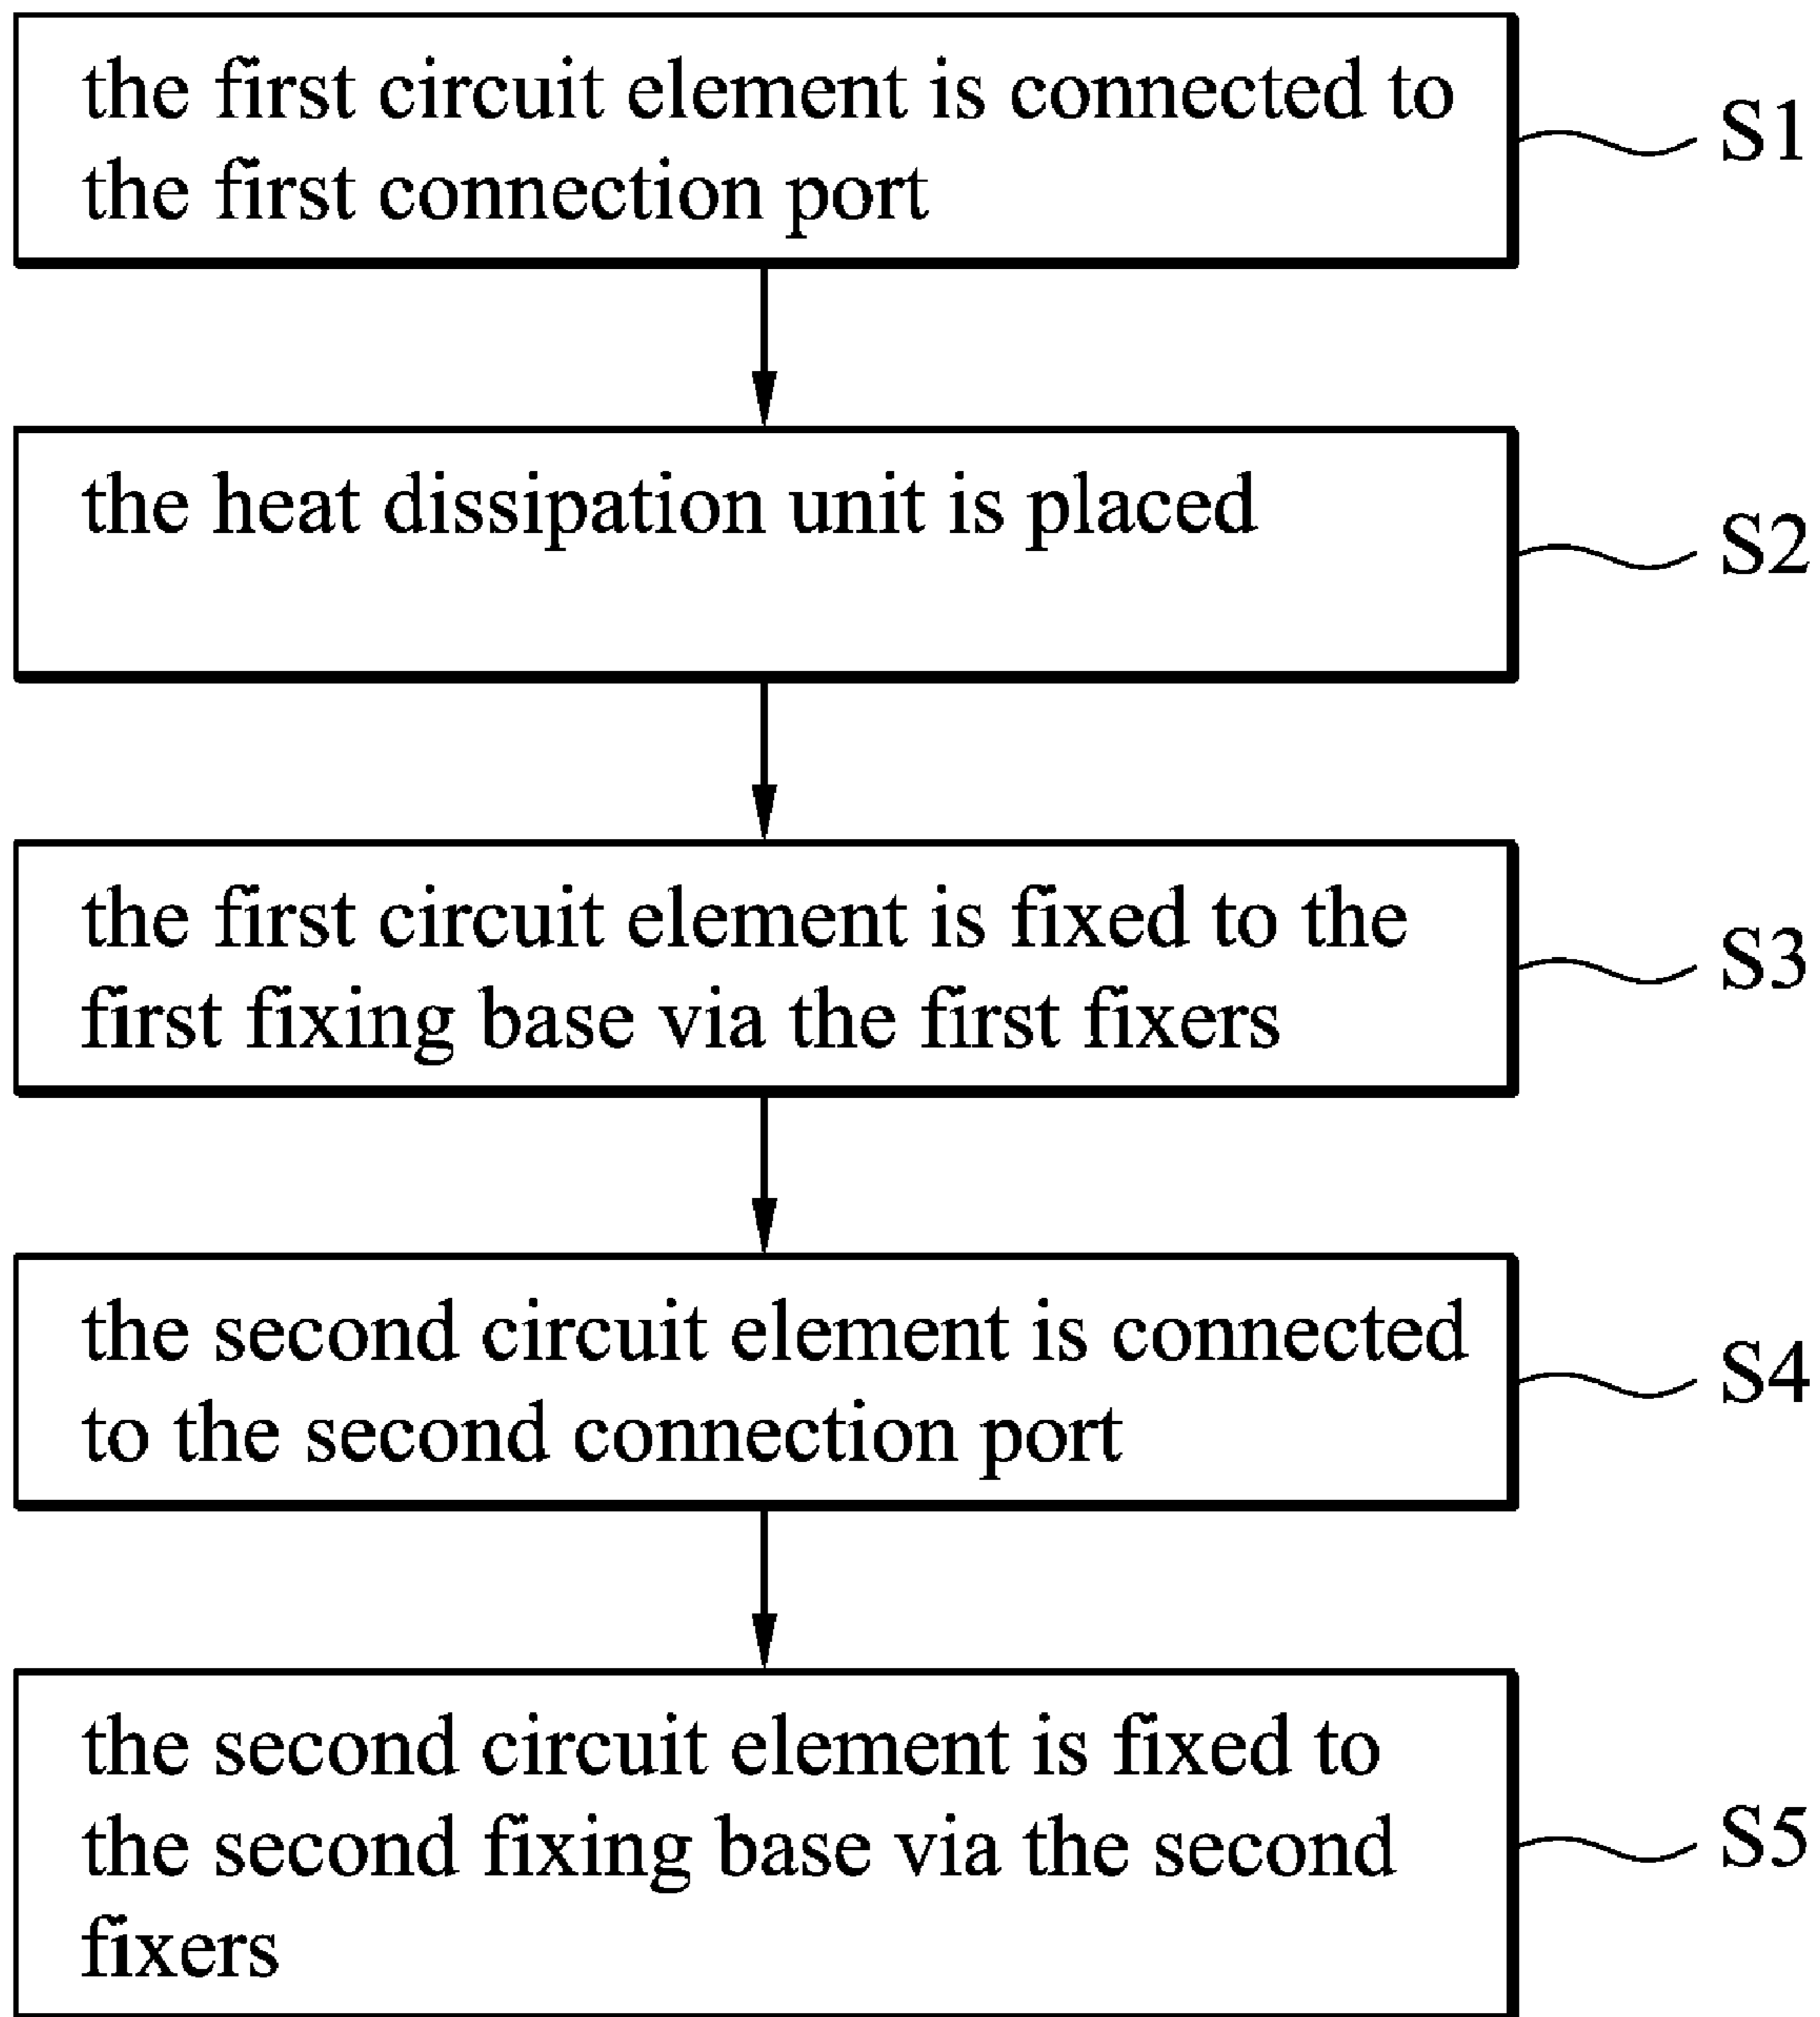 the first circuit element is connected to
the first connection port
S1
the heat dissipation unit is placed
S2
the first circuit element is fixed to the
first fixing base via the first fixers
S3
the second circuit element is connected
to the second connection port
S4
the second circuit element is fixed to
the second fixing base via the second
fixers
S5